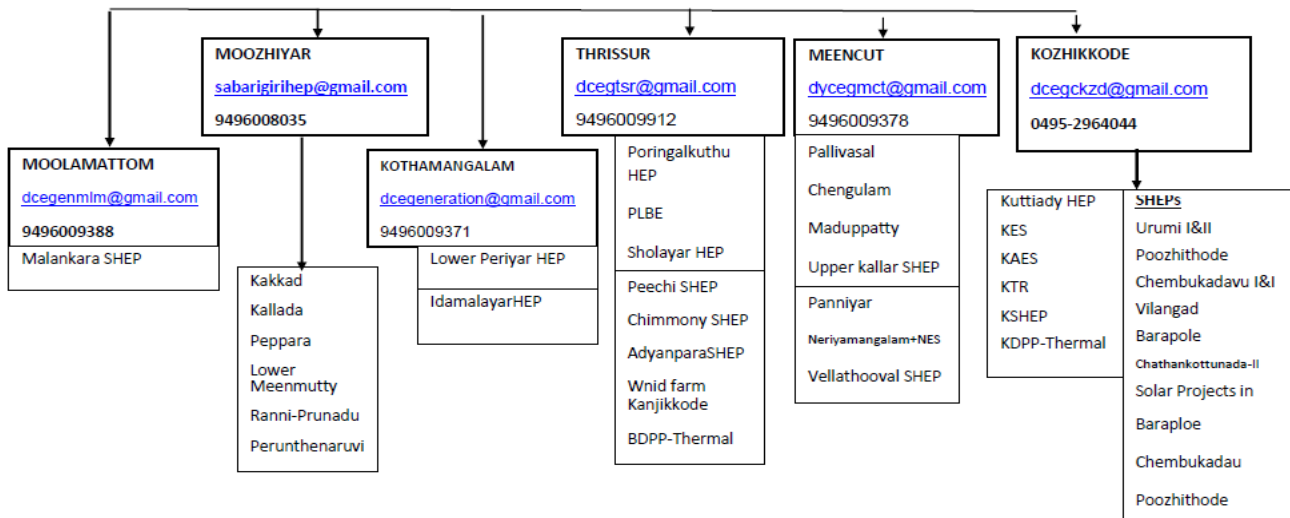 MOOZHIYAR
sabarigirihep@gmail.com
9496008035
THRISSUR
dcegtsr@gmail.com
9496009912
MEENCUT
dycegmct@gmail.com
9496009378
KOZHIKKODE
dcegckzd@gmail.com
0495-2964044
MOOLAMATTOM
dcegenmlm@gmail.com
9496009388
Malankara SHEP
KOTHAMANGALAM
dcegeneration@gmail.com
9496009371
Lower Periyar HEP
IdamalayarHEP
Kakkad
Kallada
Peppara
Lower
Meenmutty
Ranni-Prunadu
Perunthenaruvi
Poringalkuthu
HEP
PLBE
Sholayar HEP
Peechi SHEP
Chimmony SHEP
AdyanparaSHEP
Wnid farm
Kanjikkode
BDPP-Thermal
Pallivasal
Chengulam
Maduppatty
Upper kallar SHEP
Panniyar
Neriyamangalam+NES
Vellathooval SHEP
Kuttiady HEP
KES
KAES
KTR
KSHEP
KDPP-Thermal
SHEPs
Urumi I&II
Poozhithode
Chembukadavu I&I
Vilangad
Barapole
Chathankottunada-II
Solar Projects in
Baraploe
Chembukadau
Poozhithode